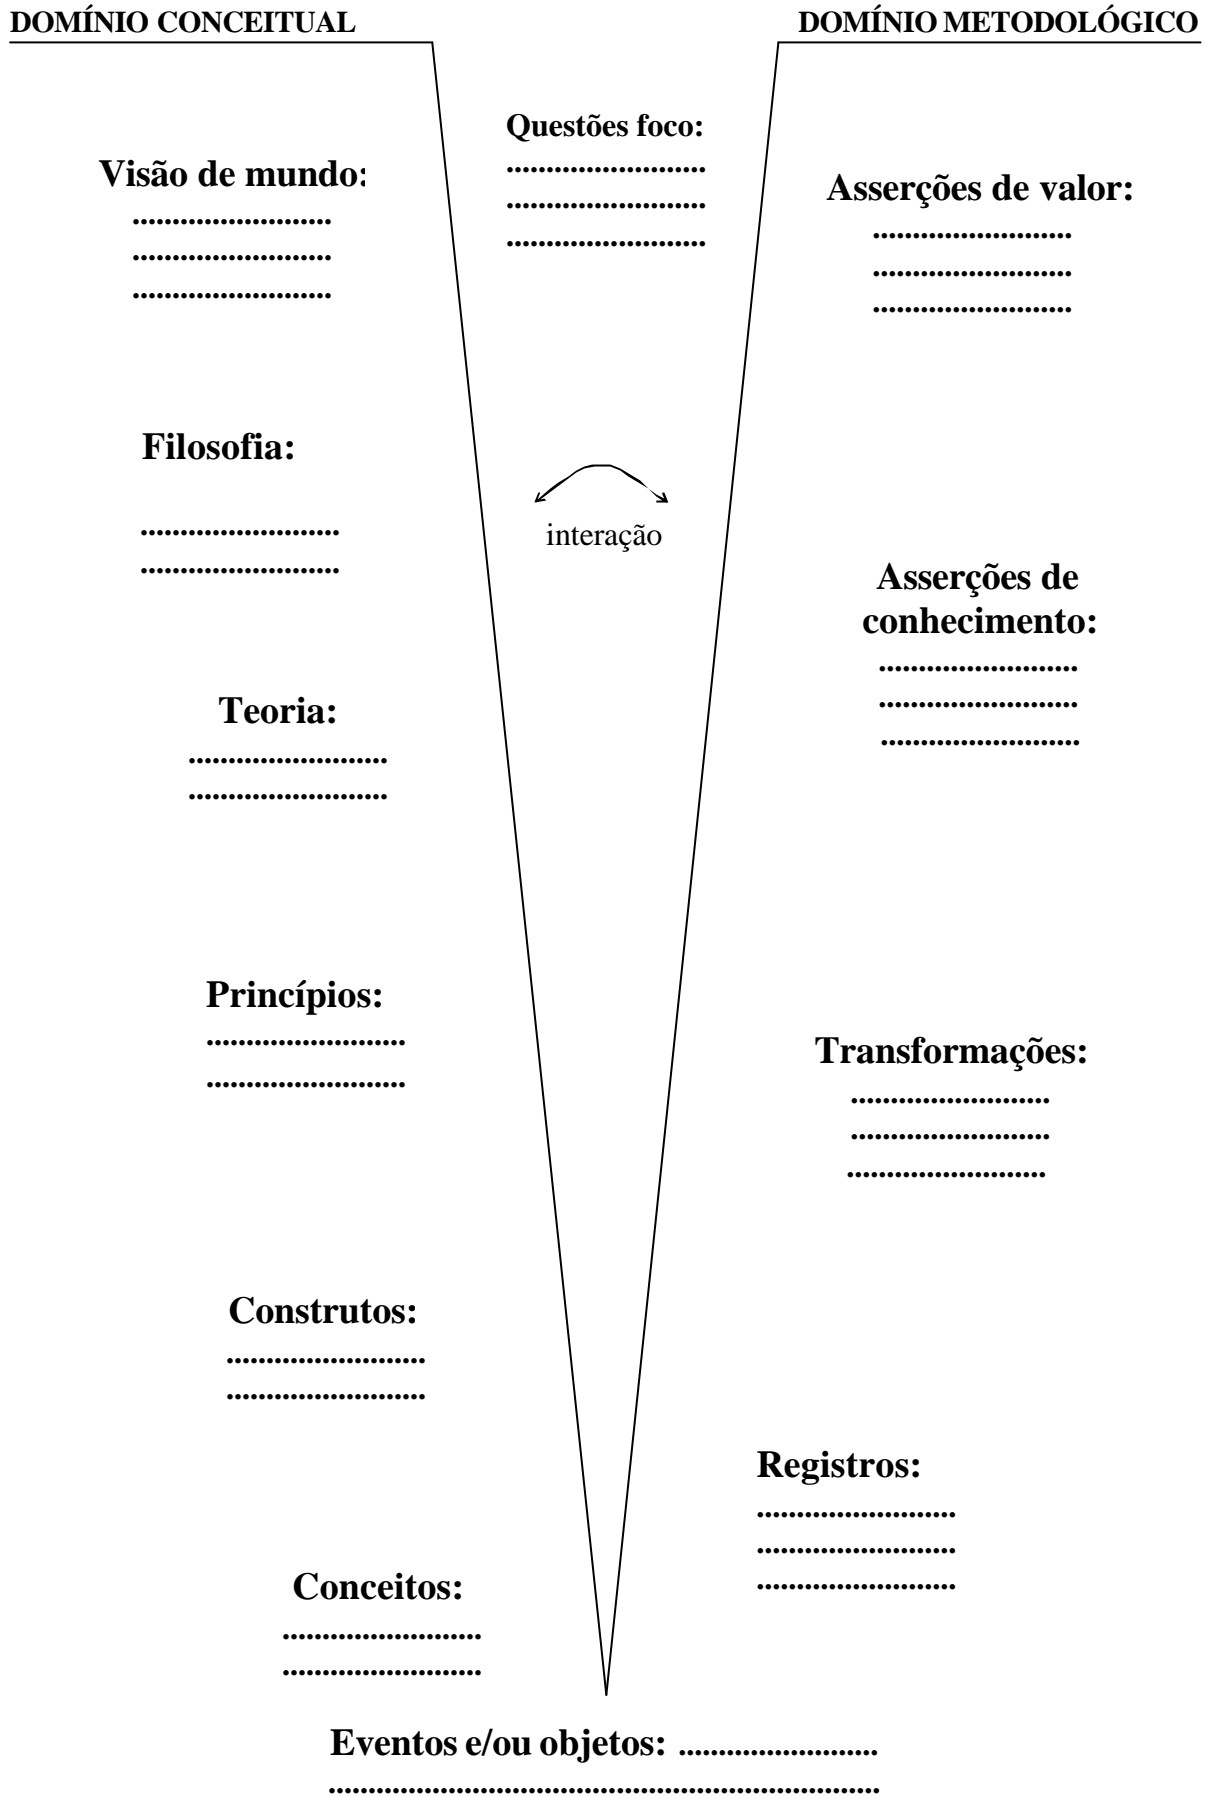 DOMÍNIO CONCEITUAL
DOMÍNIO METODOLÓGICO
Questões foco:
.........................
.........................
.........................
Visão de mundo:
.........................
.........................
.........................
Asserções de valor:
.........................
.........................
.........................
Filosofia:
.........................
.........................
interação
Asserções de
conhecimento:
.........................
.........................
.........................
Teoria:
.........................
.........................
Princípios:
.........................
.........................
Transformações:
.........................
.........................
.........................
Construtos:
.........................
.........................
Registros:
.........................
.........................
.........................
Conceitos:
.........................
.........................
Eventos e/ou objetos: .........................
.....................................................................